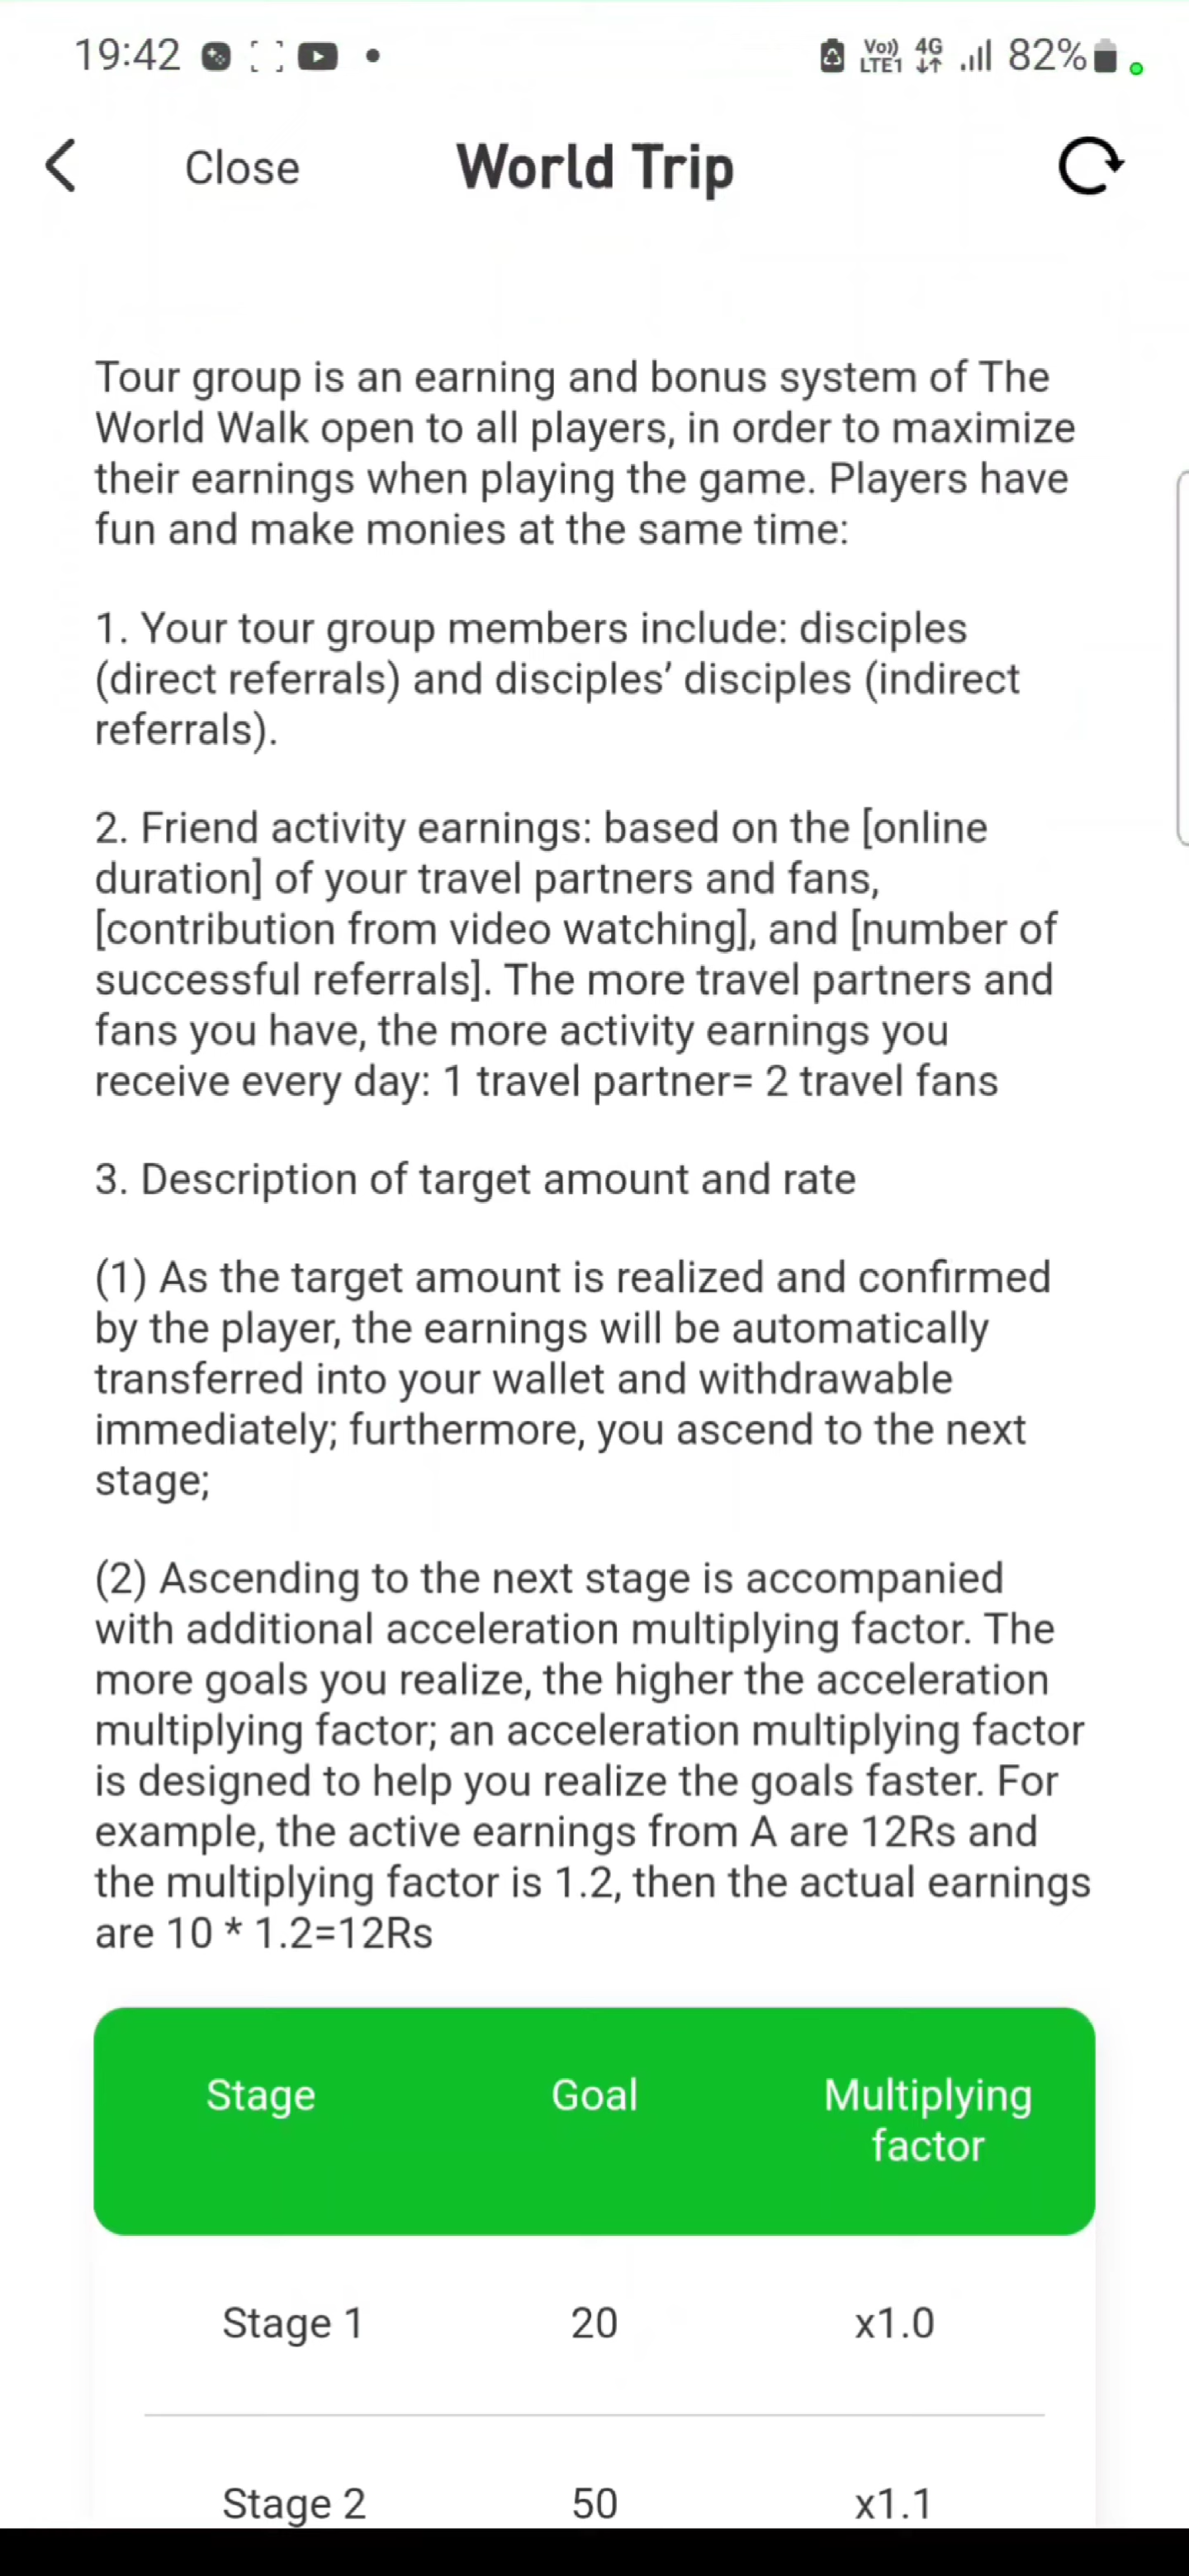 19:42
Vo)) 4G
LTE1 82%
Close World Trip
Tour group is an earning and bonus system of The
World Walk open to all players, in order to maximize
their earnings when playing the game. Players have
fun and make monies at the same time:
1. Your tour group members include: disciples
(direct referrals) and disciples’ disciples (indirect
referrals).
2. Friend activity earnings: based on the [online
duration] of your travel partners and fans,
[contribution from video watching], and [number of
successful referrals]. The more travel partners and
fans you have, the more activity earnings you
receive every day: 1 travel partner= 2 travel fans
3. Description of target amount and rate
(1) As the target amount is realized and confirmed
by the player, the earnings will be automatically
transferred into your wallet and withdrawable
immediately; furthermore, you ascend to the next
stage;
(2) Ascending to the next stage is accompanied
with additional acceleration multiplying factor. The
more goals you realize, the higher the acceleration
multiplying factor; an acceleration multiplying factor
is designed to help you realize the goals faster. For
example, the active earnings from A are 12Rs and
the multiplying factor is 1.2, then the actual earnings
are 10 * 1.2=12Rs
Stage Goal Multiplying
factor
Stage 1 20 x1.0
Stage 2 50 x1.1